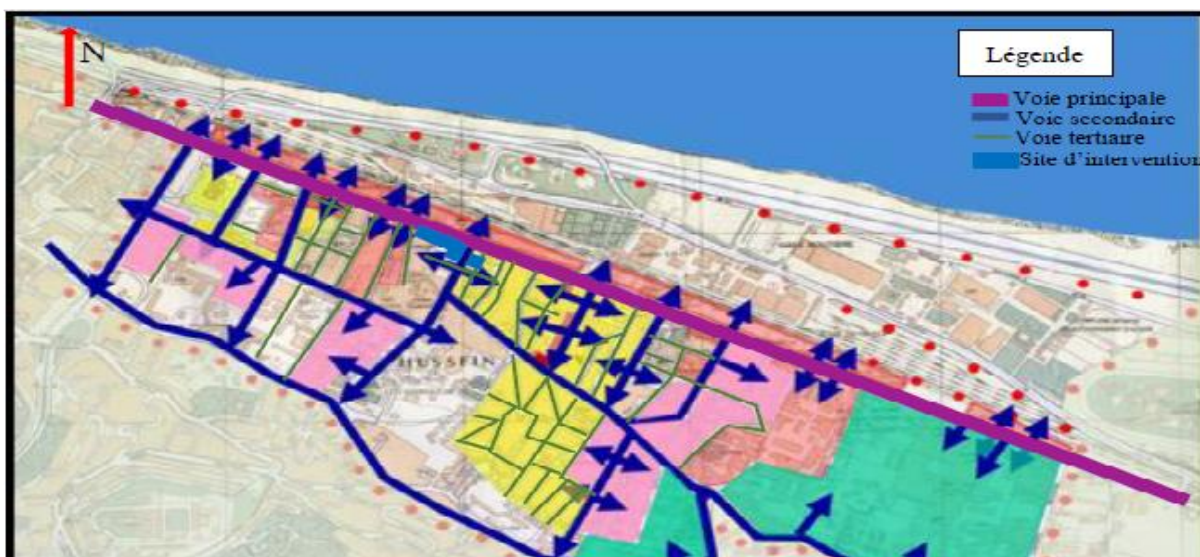 N
Légende
Voie principale
Voie secondaire
Voie tertiaire
Site d'intervention
HUSSEIN